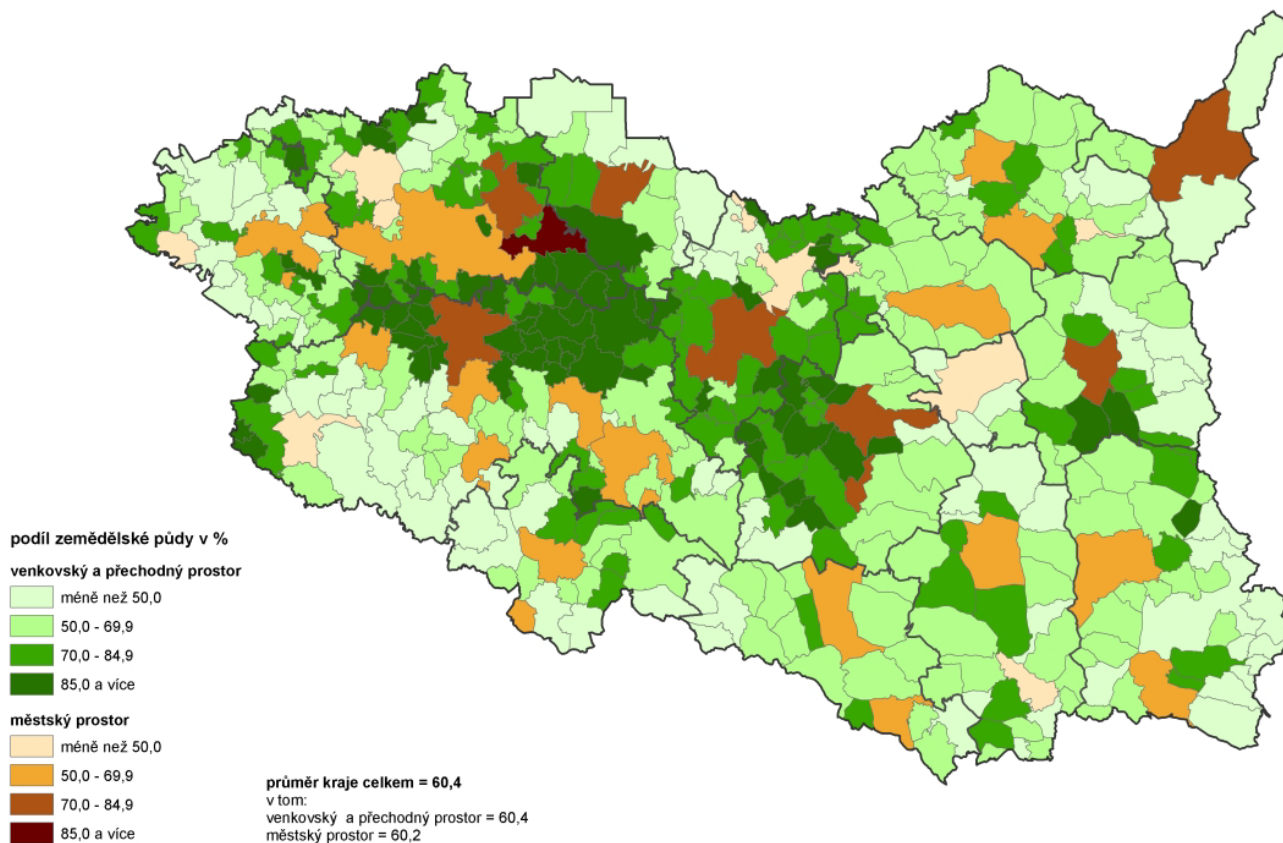 podíl zemědělské půdy v %
venkovský a přechodný prostor
méně než 50,0
50,0 - 69,9
70,0 - 84,9
85,0 a více
městský prostor
méně než 50,0
50,0 - 69,9
70,0 - 84,9
85,0 a více
průměr kraje celkem = 60,4
v tom:
venkovský a přechodný prostor = 60,4
městský prostor = 60,2